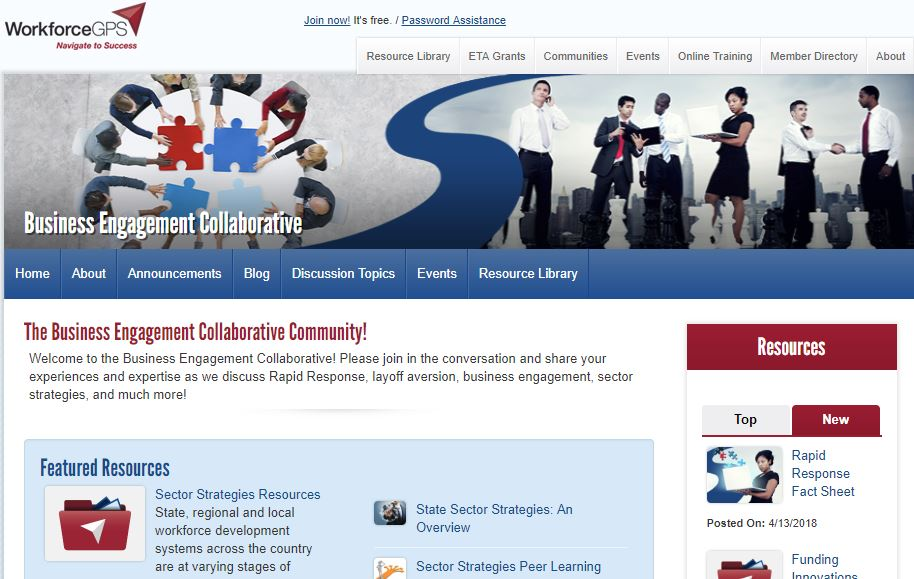 WorkforceGPS
Navigate to Success
Join now! It's free. / Password Assistance
Resource Library
ETA Grants
Communities
Events
Online Training
Member Directory
About
Business Engagement Collaborative
Home
About
Announcements
Blog
Discussion Topics
Events
Resource Library
The Business Engagement Collaborative Community!
Welcome to the Business Engagement Collaborative! Please join in the conversation and share your
experiences and expertise as we discuss Rapid Response, layoff aversion, business engagement, sector
strategies, and much more!
Featured Resources
Sector Strategies Resources
State, regional and local
workforce development
systems across the country
are at varying stages of
State Sector Strategies: An
Overview
Sector Strategies Peer Learning
Resources
Top
New
Rapid
Response
Fact Sheet
Posted On: 4/13/2018
Funding
Innovations